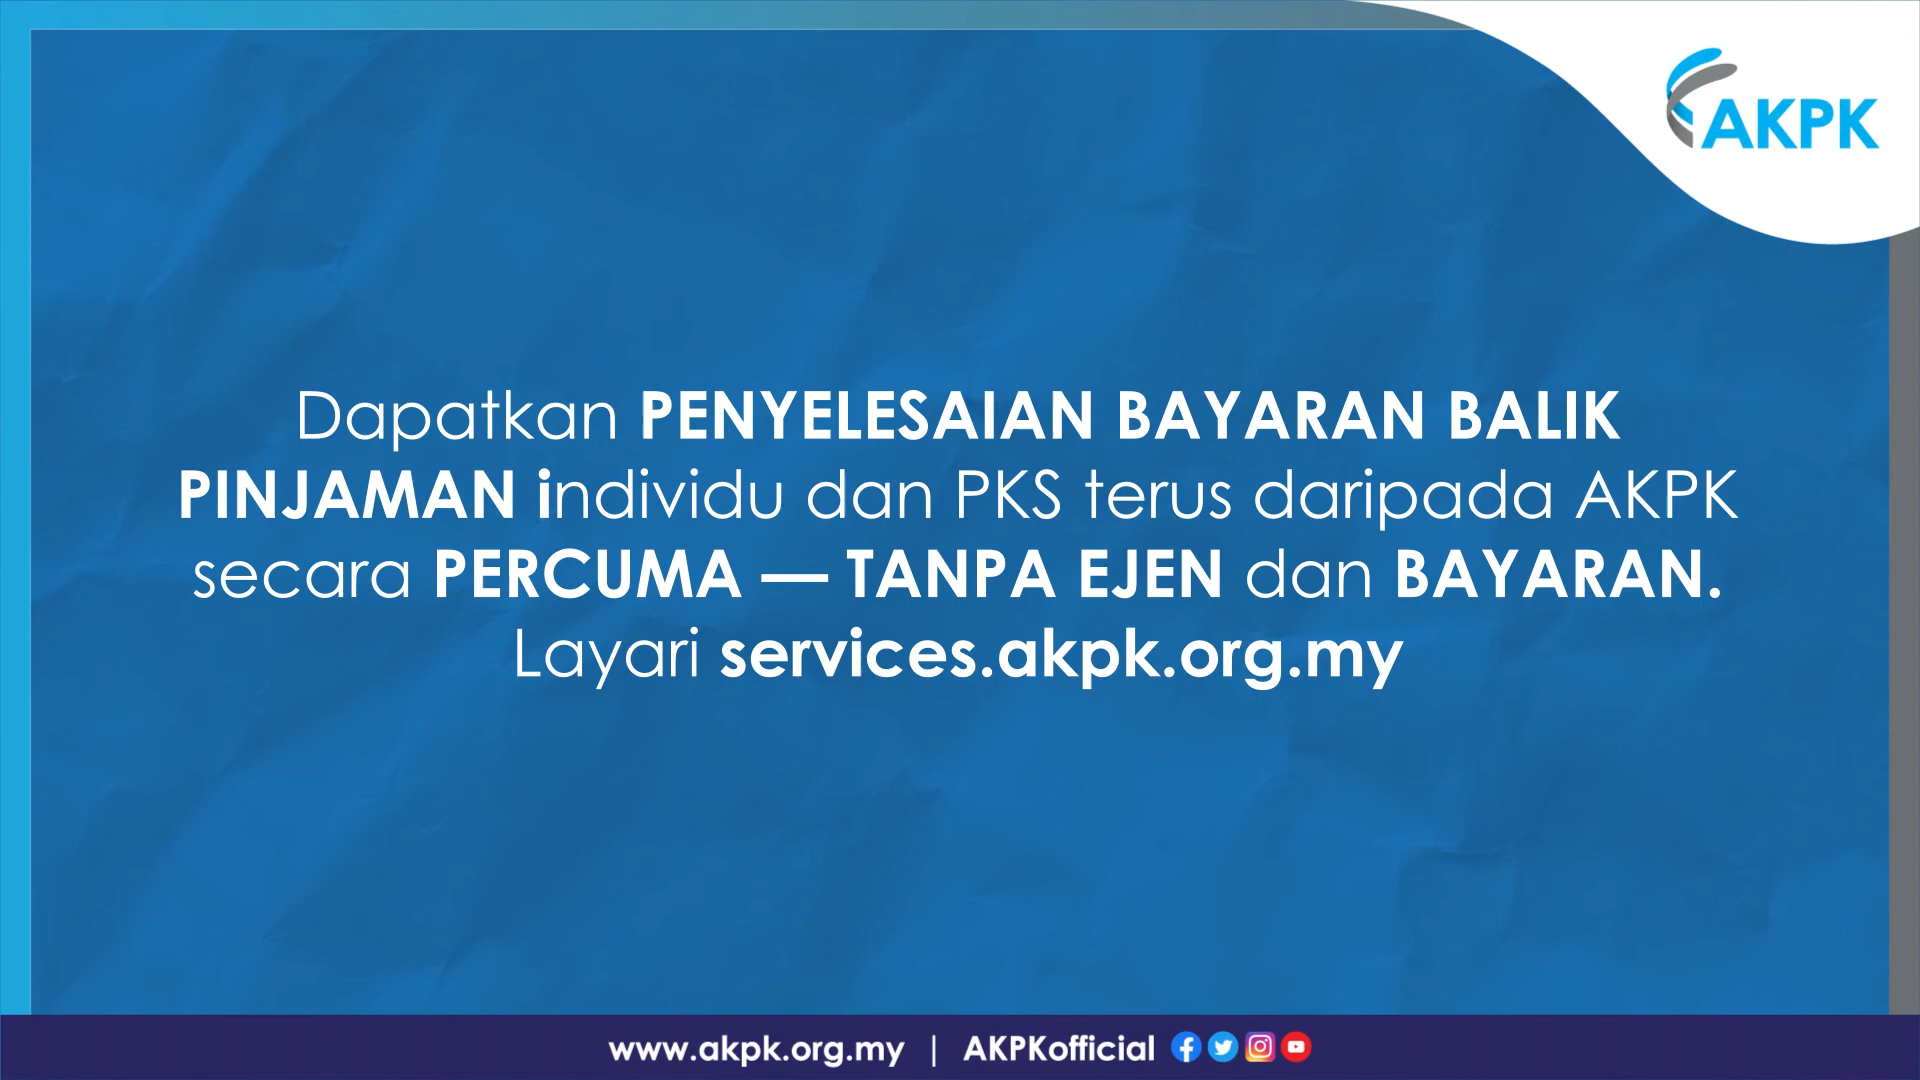 AKPK
Dapatkan PENYELESAIAN BAYARAN BALIK
PINJAMAN individu dan PKS terus daripada AKPK
secara PERCUMA — TANPA EJEN dan BAYARAN.
Layari services.akpk.org.my
www.akpk.org.my | AKPKofficial